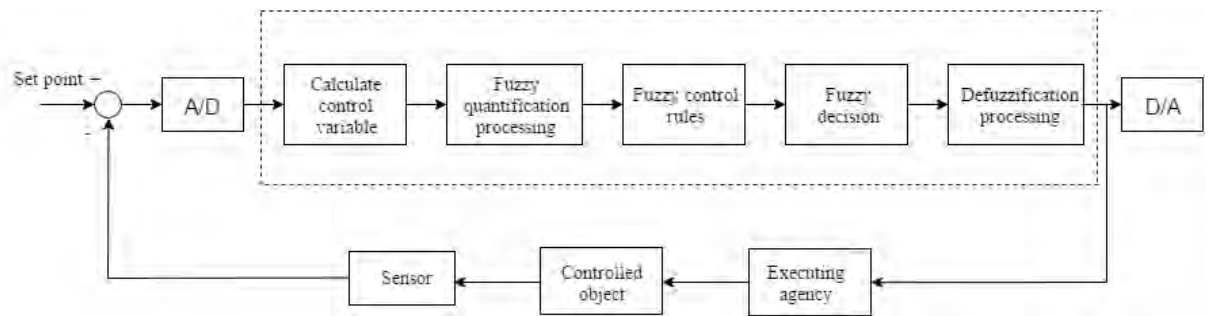 Set point +
-
A/D
Calculate
control
variable
Fuzzy
quantification
processing
Fuzzy control
rules
Fuzzy
decision
Defuzzification
processing
D/A
Sensor
Controlled
object
Executing
agency